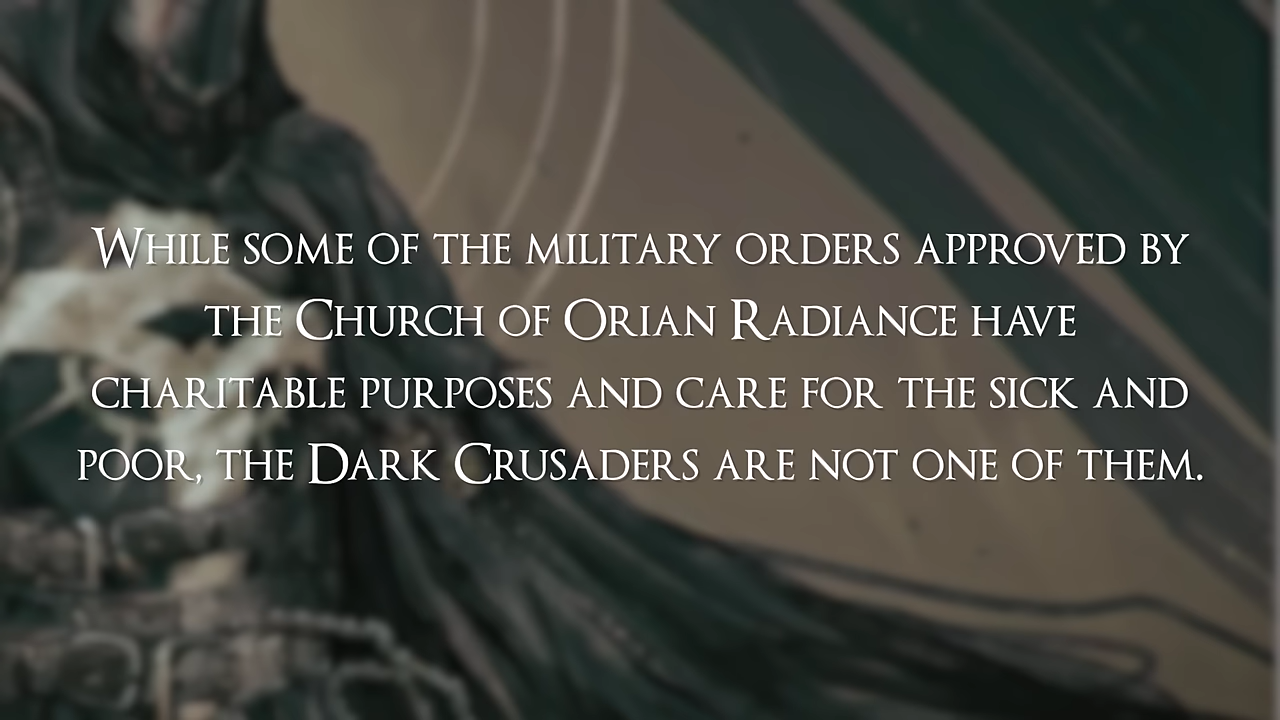 While some of the military orders approved by
the Church of Orian Radiance have
charitable purposes and care for the sick and
poor, the Dark Crusaders are not one of them.